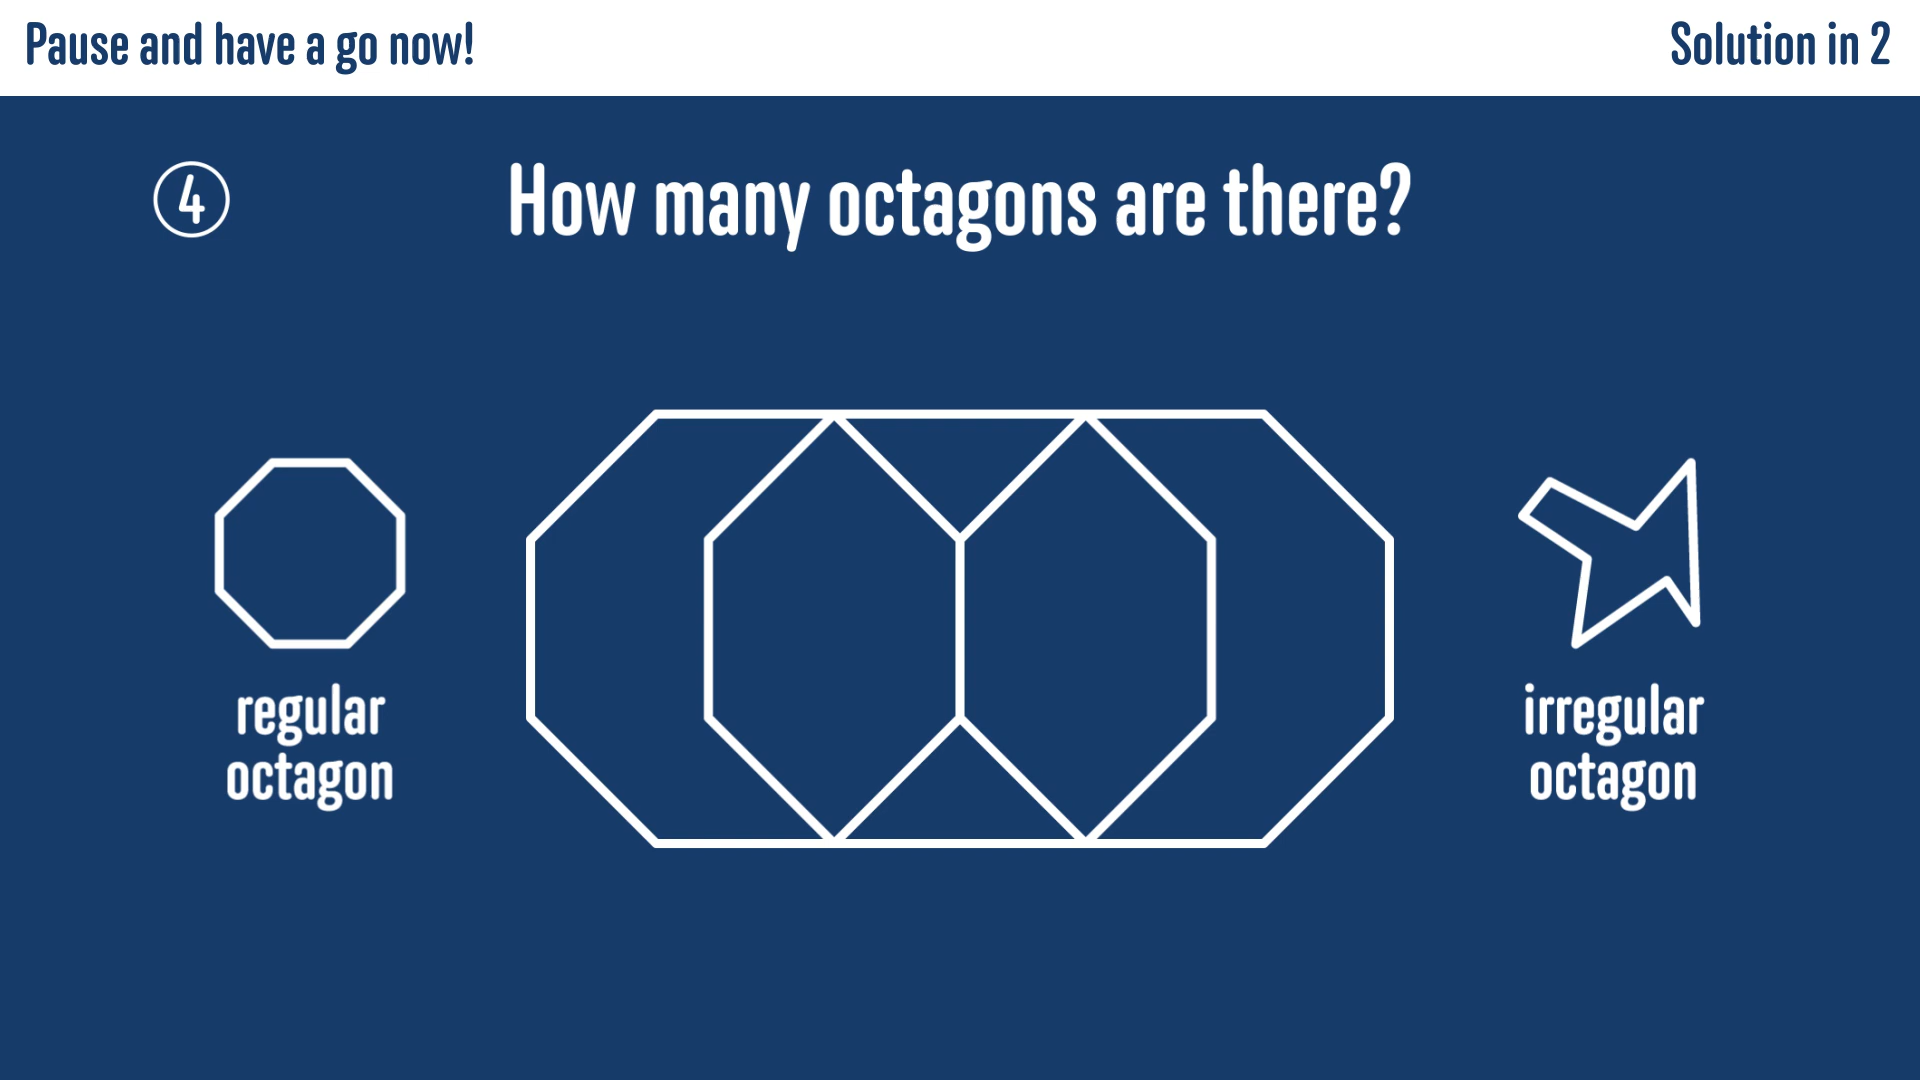 Pause and have a go now!
Solution in 2
4
How many octagons are there?
regular
octagon
irregular
octagon